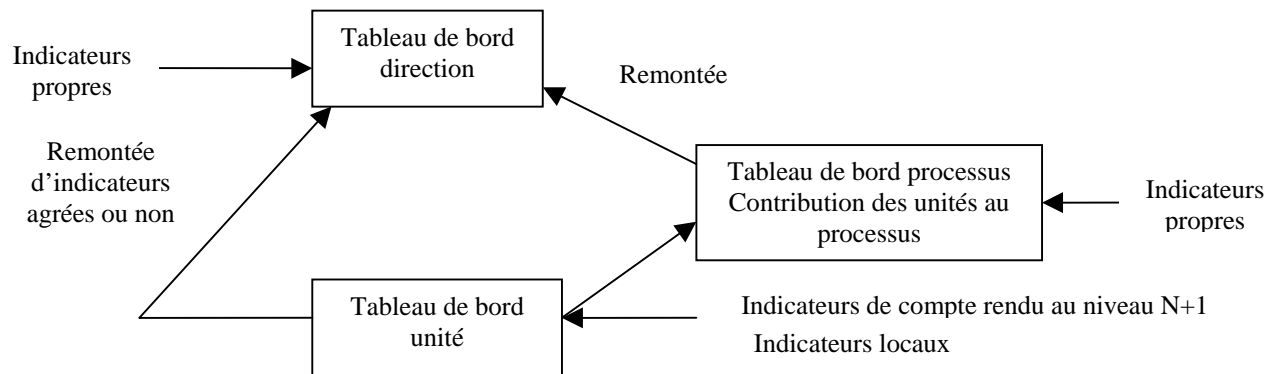 Tableau de bord
direction
Indicateurs
propres
Remontée
Remontée
d’indicateurs
agrées ou non
Tableau de bord processus
Contribution des unités au
processus
Indicateurs
propres
Tableau de bord
unité
Indicateurs de compte rendu au niveau N+1
Indicateurs locaux